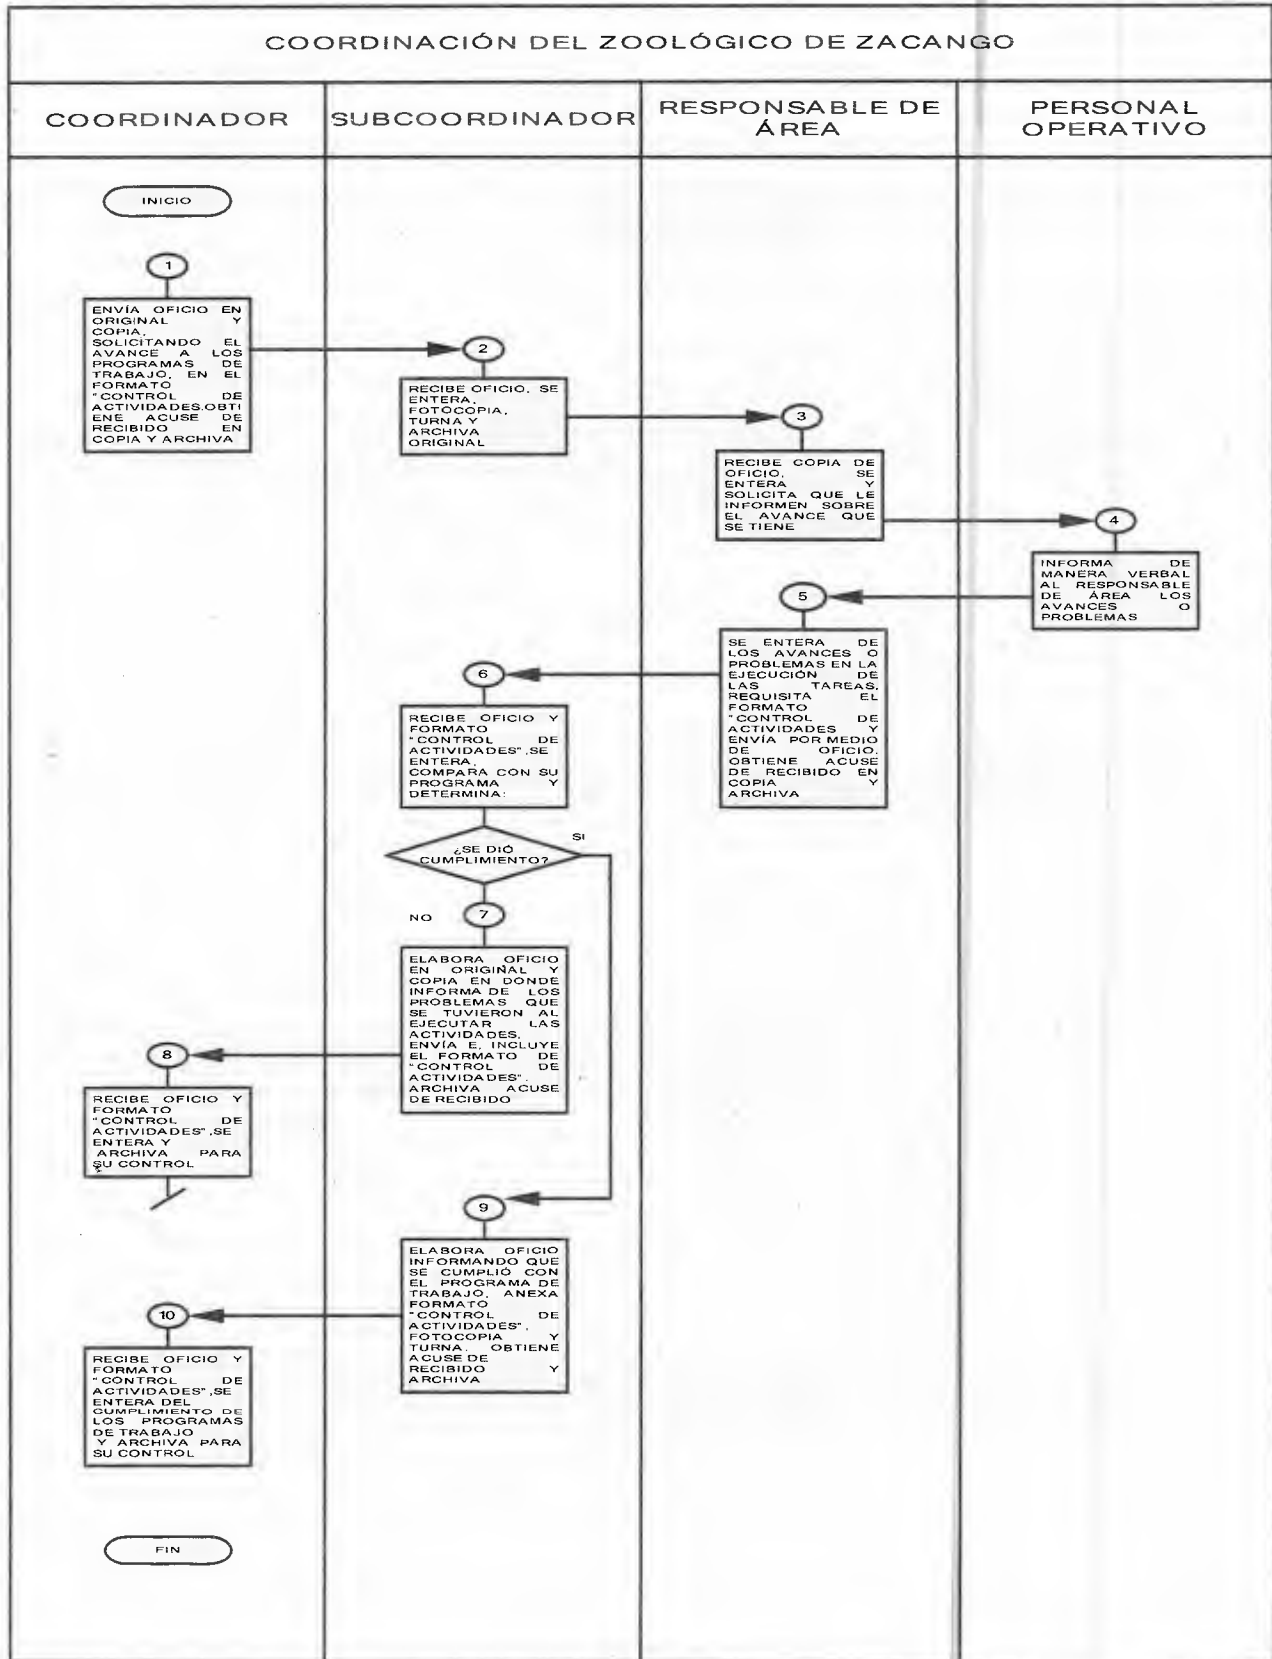 COORDINACIÓN DEL ZOOLÓGICO DE ZACANGO
COORDINADOR
SUBCOORDINADOR
RESPONSABLE DE
ÁREA
PERSONAL
OPERATIVO
INICIO
1
ENVÍA OFICIO EN
ORIGINAL Y
COPIA,
SOLICITANDO EL
AVANCE A LOS
PROGRAMAS DE
TRABAJO, EN EL
FORMATO
"CONTROL DE
ACTIVIDADES.OBTI
ENE ACUSE DE
RECIBIDO EN
COPIA Y ARCHIVA
2
RECIBE OFICIO, SE
ENTERA,
FOTOCOPIA,
TURNA Y
ARCHIVA
ORIGINAL
3
RECIBE COPIA DE
OFICIO, SE
ENTERA Y
SOLICITA QUE LE
INFORMEN SOBRE
EL AVANCE QUE
SE TIENE
4
INFORMA DE
MANERA VERBAL
AL RESPONSABLE
DE ÁREA LOS
AVANCES O
PROBLEMAS
5
SE ENTERA DE
LOS AVANCES O
PROBLEMAS EN LA
EJECUCIÓN DE
LAS TAREAS,
REQUISITA EL
FORMATO
"CONTROL DE
ACTIVIDADES Y
ENVÍA POR MEDIO
DE OFICIO,
OBTIENE ACUSE
DE RECIBIDO EN
COPIA Y
ARCHIVA
6
RECIBE OFICIO Y
FORMATO
"CONTROL DE
ACTIVIDADES",SE
ENTERA,
COMPARA CON SU
PROGRAMA Y
DETERMINA:
¿SE DIÓ
CUMPLIMIENTO?
SI
NO
7
ELABORA OFICIO
EN ORIGINAL Y
COPIA EN DONDE
INFORMA DE LOS
PROBLEMAS QUE
SE TUVIERON AL
EJECUTAR LAS
ACTIVIDADES,
ENVÍA E, INCLUYE
EL FORMATO DE
"CONTROL DE
ACTIVIDADES".
ARCHIVA ACUSE
DE RECIBIDO
8
RECIBE OFICIO Y
FORMATO
"CONTROL DE
ACTIVIDADES",SE
ENTERA Y
ARCHIVA PARA
SU CONTROL
9
ELABORA OFICIO
INFORMANDO QUE
SE CUMPLIÓ CON
EL PROGRAMA DE
TRABAJO, ANEXA
FORMATO
"CONTROL DE
ACTIVIDADES",
FOTOCOPIA Y
TURNA. OBTIENE
ACUSE DE
RECIBIDO Y
ARCHIVA
10
RECIBE OFICIO Y
FORMATO
"CONTROL DE
ACTIVIDADES",SE
ENTERA DEL
CUMPLIMIENTO DE
LOS PROGRAMAS
DE TRABAJO
Y ARCHIVA PARA
SU CONTROL
FIN